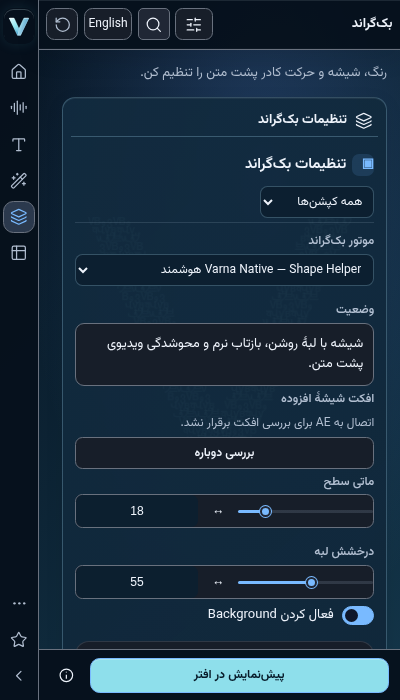 بک‌گراند
English
رنگ، شیشه و حرکت کادر پشت متن را تنظیم کن.
تنظیمات بک‌گراند
تنظیمات بک‌گراند
همه کپشن‌ها
موتور بک‌گراند
Varna Native — Shape Helper هوشمند
وضعیت
شیشه با لبهٔ روشن، بازتاب نرم و محوشدگی ویدیوی
پشت متن.
افکت شیشهٔ افزوده
اتصال به AE برای بررسی افکت برقرار نشد.
بررسی دوباره
ماتی سطح
18
درخشش لبه
55
فعال کردن Background
پیش‌نمایش در افتر